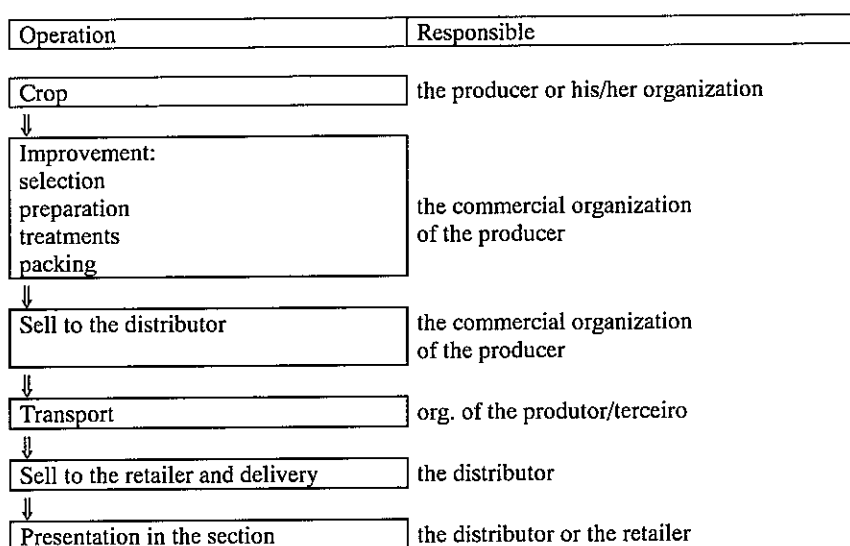 Operation Responsible
Crop the producer or his/her organization
⇓
Improvement:
selection
preparation the commercial organization
treatments of the producer
packing
⇓
Sell to the distributor the commercial organization
of the producer
⇓
Transport org. of the produtor/terceiro
⇓
Sell to the retailer and delivery the distributor
⇓
Presentation in the section the distributor or the retailer